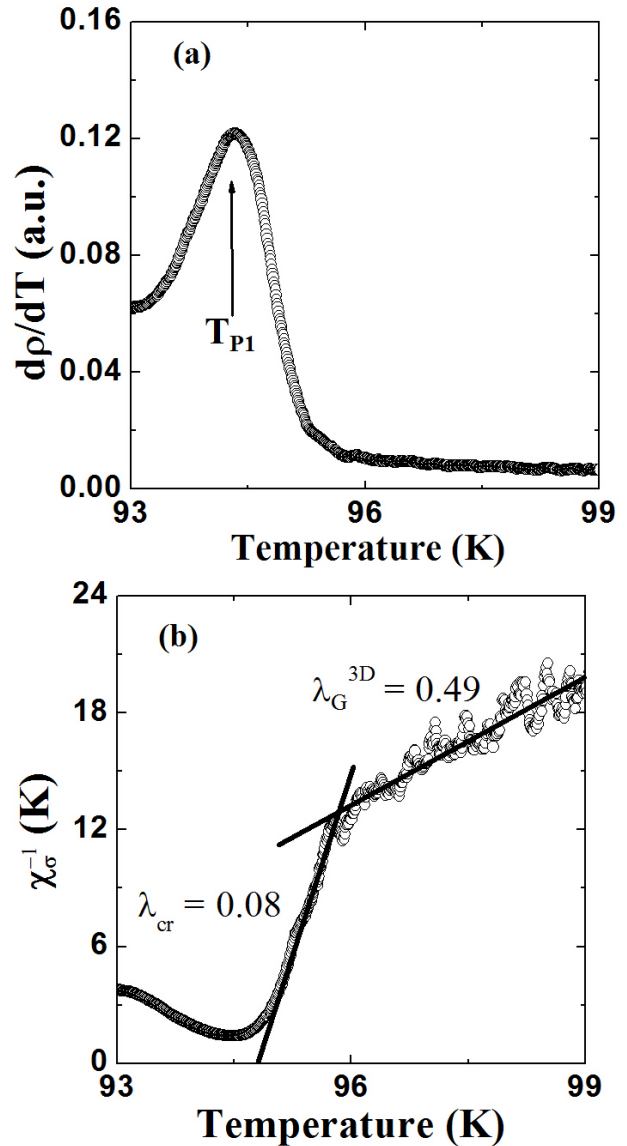 0.16
(a)
0.12
0.08
0.04
0.00
dρ/dT (a.u.)
T_P1
93
96
99
Temperature (K)
24
(b)
18
12
6
0
χ_σ^-1 (K)
λ_G^3D = 0.49
λ_cr = 0.08
93
96
99
Temperature (K)